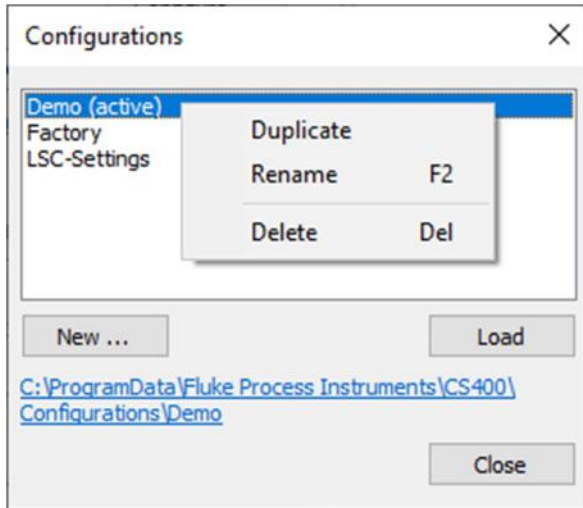 Configurations
Demo (active)
Factory
LSC-Settings
Duplicate
Rename F2
Delete Del
New ...
Load
C:\ProgramData\Fluke Process Instruments\CS400\
Configurations\Demo
Close